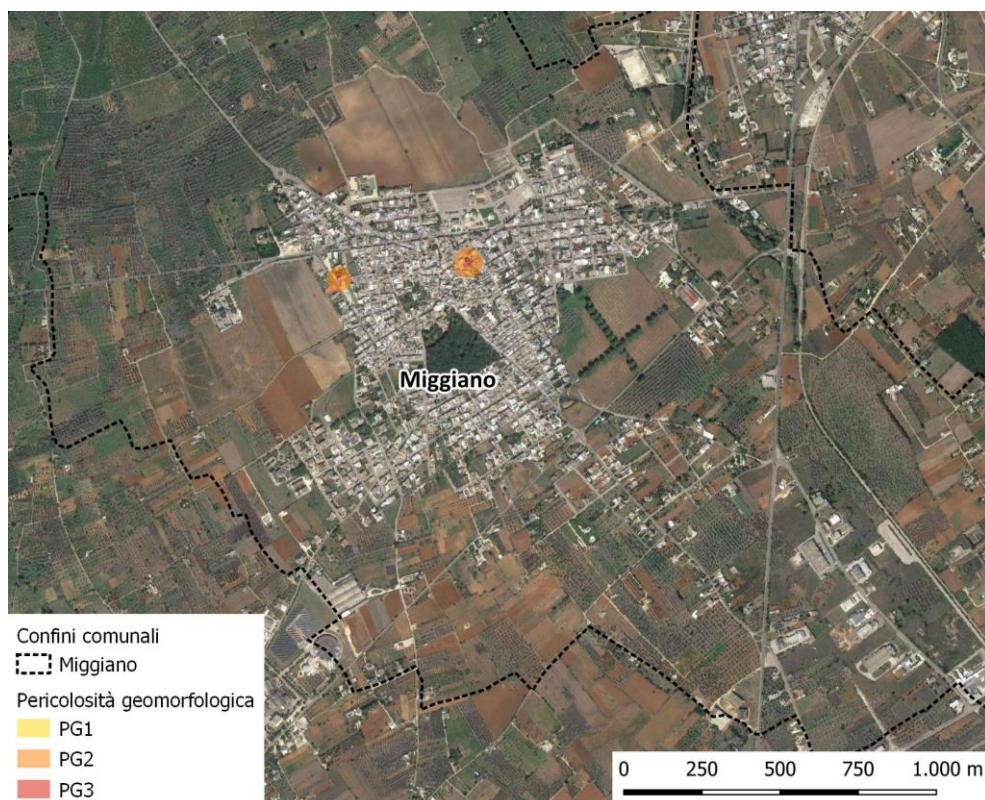 Miggiano
Confini comunali
Miggiano
Pericolosità geomorfologica
PG1
PG2
PG3
0 250 500 750 1.000 m